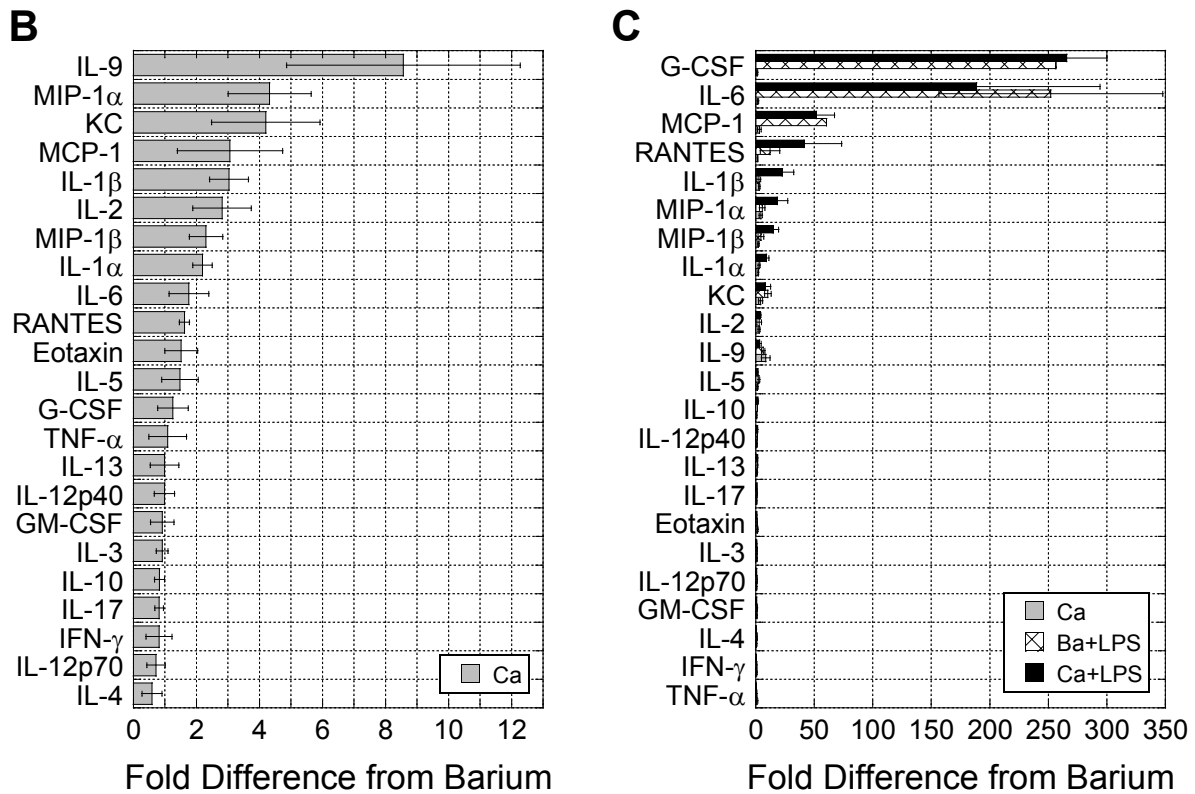 B
IL-9
MIP-1α
KC
MCP-1
IL-1β
IL-2
MIP-1β
IL-1α
IL-6
RANTES
Eotaxin
IL-5
G-CSF
TNF-α
IL-13
IL-12p40
GM-CSF
IL-3
IL-10
IL-17
IFN-γ
IL-12p70
IL-4
Ca
0 2 4 6 8 10 12
Fold Difference from Barium
C
G-CSF
IL-6
MCP-1
RANTES
IL-1β
MIP-1α
MIP-1β
IL-1α
KC
IL-2
IL-9
IL-5
IL-10
IL-12p40
IL-13
IL-17
Eotaxin
IL-3
IL-12p70
GM-CSF
IL-4
IFN-γ
TNF-α
Ca
Ba+LPS
Ca+LPS
0 50 100 150 200 250 300 350
Fold Difference from Barium